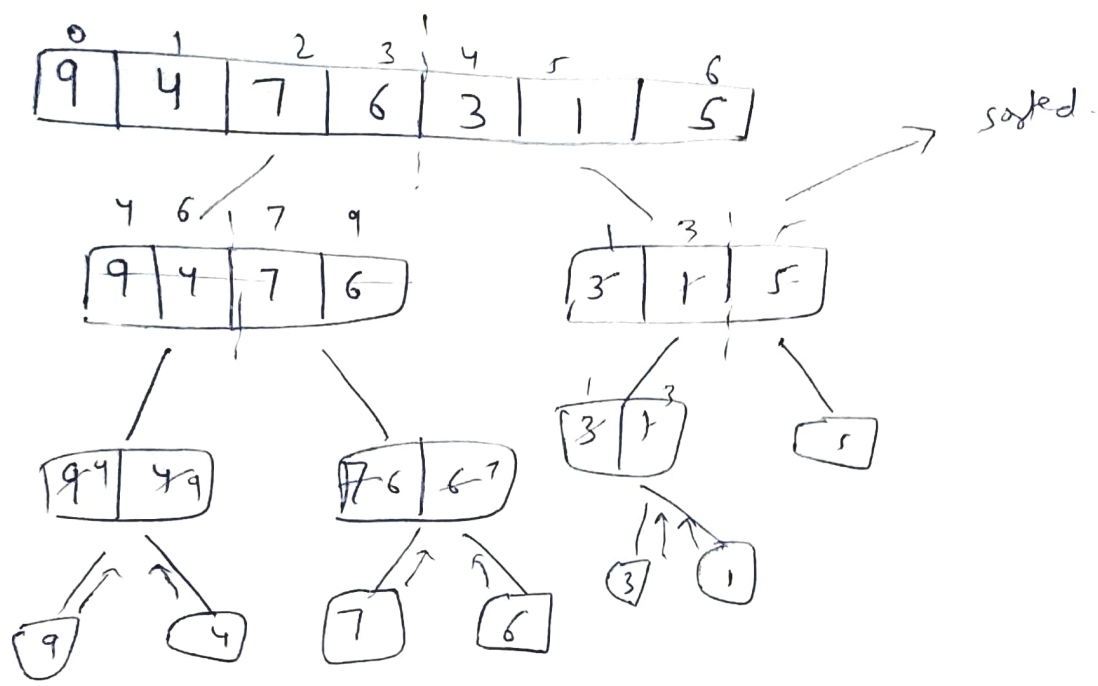 0 1 2 3 4 5 6
9 4 7 6 3 1 5
sorted.
4 6 7 9
9 4 7 6
1 3 5
3 1 5
1 3
3 1
5
9 4 4 9
7 6 6 7
3 1
9 4 7 6